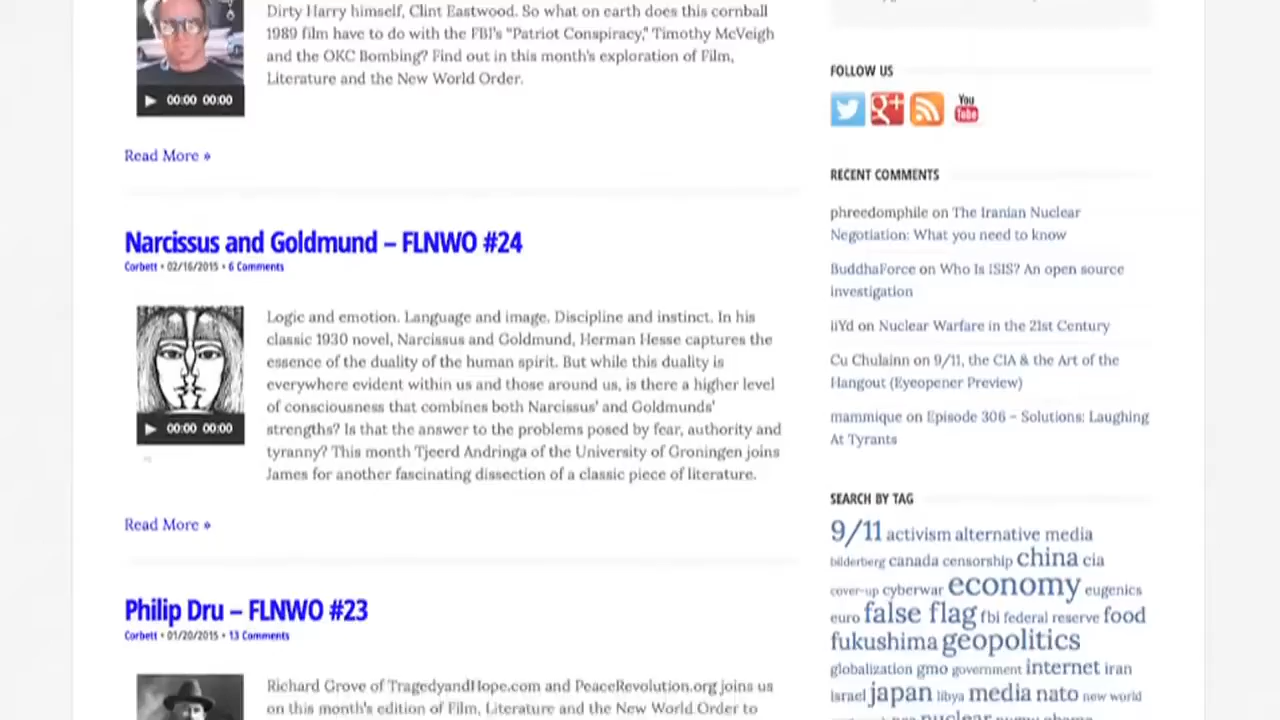 Dirty Harry himself, Clint Eastwood. So what on earth does this cornball
1989 film have to do with the FBI's "Patriot Conspiracy," Timothy McVeigh
and the OKC Bombing? Find out in this month's exploration of Film,
Literature and the New World Order.
00:00 00:00
Read More »
Narcissus and Goldmund – FLNWO #24
Corbett • 02/16/2015 • 6 Comments
Logic and emotion. Language and image. Discipline and instinct. In his
classic 1930 novel, Narcissus and Goldmund, Herman Hesse captures the
essence of the duality of the human spirit. But while this duality is
everywhere evident within us and those around us, is there a higher level
of consciousness that combines both Narcissus' and Goldmunds'
strengths? Is that the answer to the problems posed by fear, authority and
tyranny? This month Tjeerd Andringa of the University of Groningen joins
James for another fascinating dissection of a classic piece of literature.
00:00 00:00
Read More »
Philip Dru – FLNWO #23
Corbett • 01/20/2015 • 13 Comments
Richard Grove of TragedyandHope.com and PeaceRevolution.org joins us
on this month's edition of Film, Literature and the New World Order to
FOLLOW US
g+
You
Tube
RECENT COMMENTS
phreedomphile on The Iranian Nuclear
Negotiation: What you need to know
BuddhaForce on Who Is ISIS? An open source
investigation
liYd on Nuclear Warfare in the 21st Century
Cu Chulainn on 9/11, the CIA & the Art of the
Hangout (Eyeopener Preview)
mammique on Episode 306 – Solutions: Laughing
At Tyrants
SEARCH BY TAG
9/11 activism alternative media
bilderberg canada censorship china cia
cover-up cyberwar economy eugenics
euro false flag fbi federal reserve food
fukushima geopolitics
globalization gmo government internet iran
israel japan libya media nato new world
nuclear